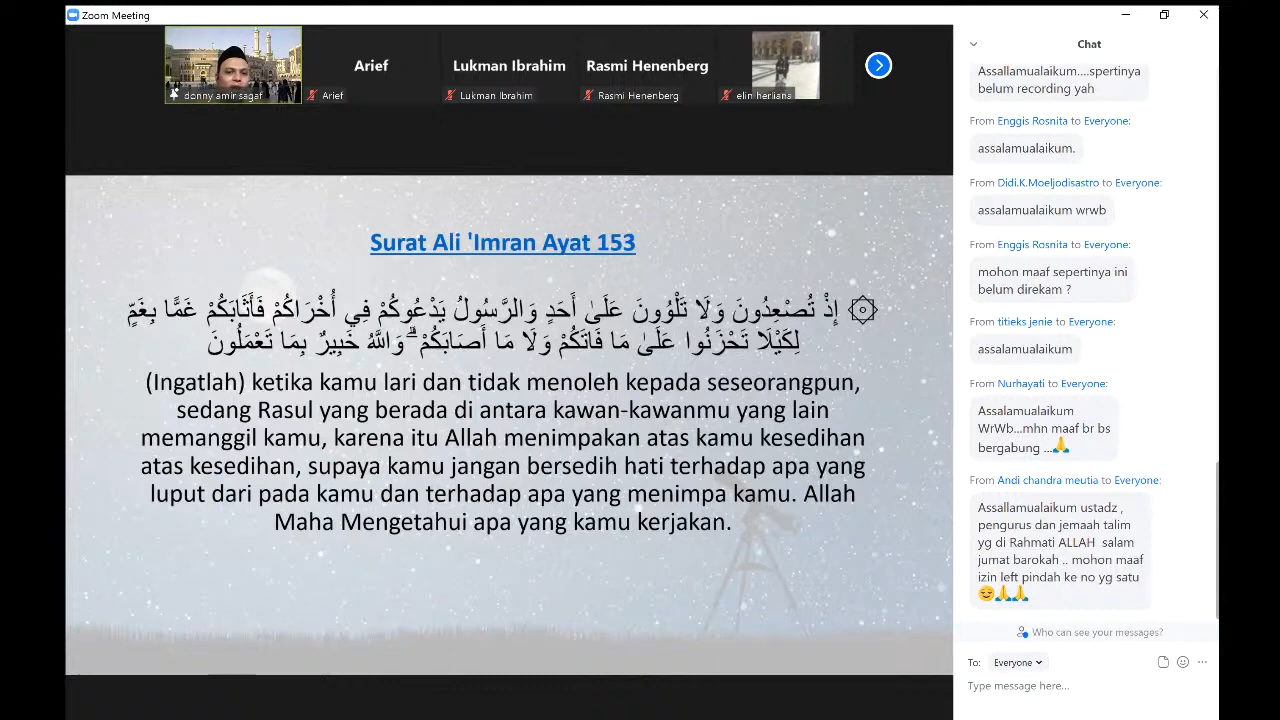 Zoom Meeting
Arief
Lukman Ibrahim
Rasmi Henenberg
donny amir sagaf
Arief
Lukman Ibrahim
Rasmi Henenberg
elin herliana
Surat Ali 'Imran Ayat 153
۞ إِذْ تُصْعِدُونَ وَلَا تَلْوُونَ عَلَىٰ أَحَدٍ وَالرَّسُولُ يَدْعُوكُمْ فِي أُخْرَاكُمْ فَأَثَابَكُمْ غَمًّا بِغَمٍّ
لِكَيْلَا تَحْزَنُوا عَلَىٰ مَا فَاتَكُمْ وَلَا مَا أَصَابَكُمْ ۗ وَاللَّهُ خَبِيرٌ بِمَا تَعْمَلُونَ
(Ingatlah) ketika kamu lari dan tidak menoleh kepada seseorangpun,
sedang Rasul yang berada di antara kawan-kawanmu yang lain
memanggil kamu, karena itu Allah menimpakan atas kamu kesedihan
atas kesedihan, supaya kamu jangan bersedih hati terhadap apa yang
luput dari pada kamu dan terhadap apa yang menimpa kamu. Allah
Maha Mengetahui apa yang kamu kerjakan.
Chat
Assallamualaikum....spertinya
belum recording yah
From Enggis Rosnita to Everyone:
assalamualaikum.
From Didi.K.Moeljodisastro to Everyone:
assalamualaikum wrwb
From Enggis Rosnita to Everyone:
mohon maaf sepertinya ini
belum direkam ?
From titieks jenie to Everyone:
assalamualaikum
From Nurhayati to Everyone:
Assalamualaikum
WrWb...mhn maaf br bs
bergabung ...🙏
From Andi chandra meutia to Everyone:
Assallamualaikum ustadz ,
pengurus dan jemaah talim
yg di Rahmati ALLAH  salam
jumat barokah .. mohon maaf
izin left pindah ke no yg satu
😊🙏🙏
Who can see your messages?
To: Everyone
Type message here...